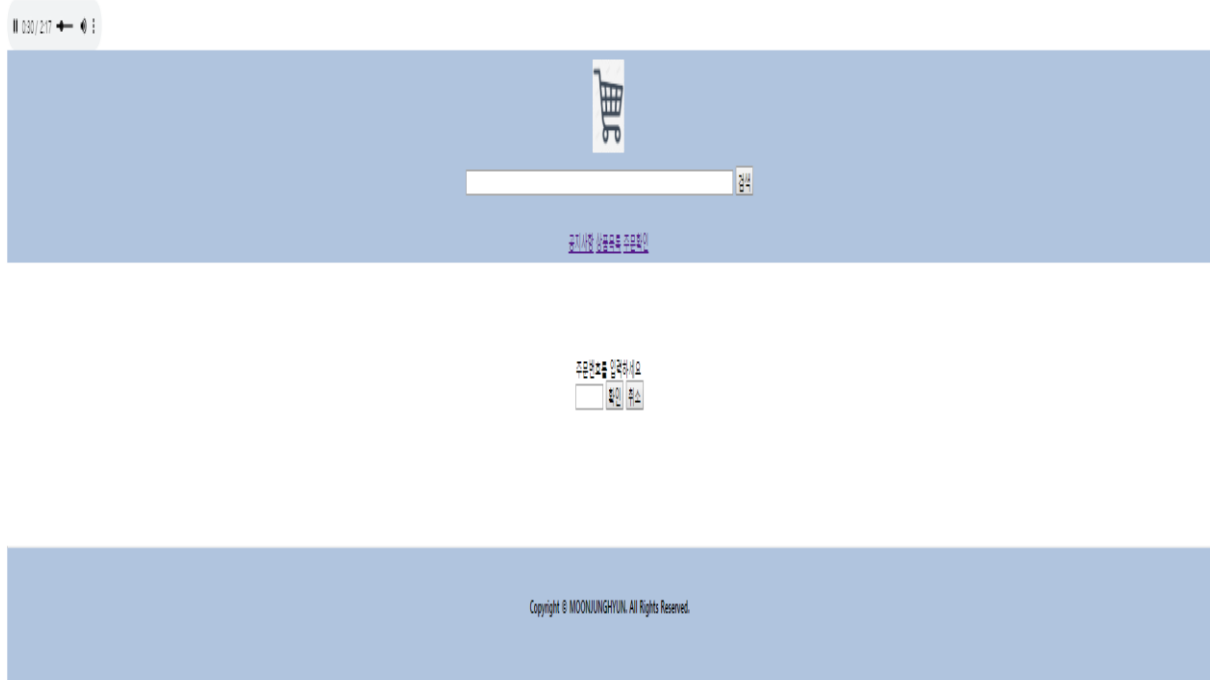 0:30 / 2:17
검색
공지사항 상품목록 주문확인
주문번호를 입력하세요
확인 취소
Copyright © MOONJUNGHYUN. All Rights Reserved.